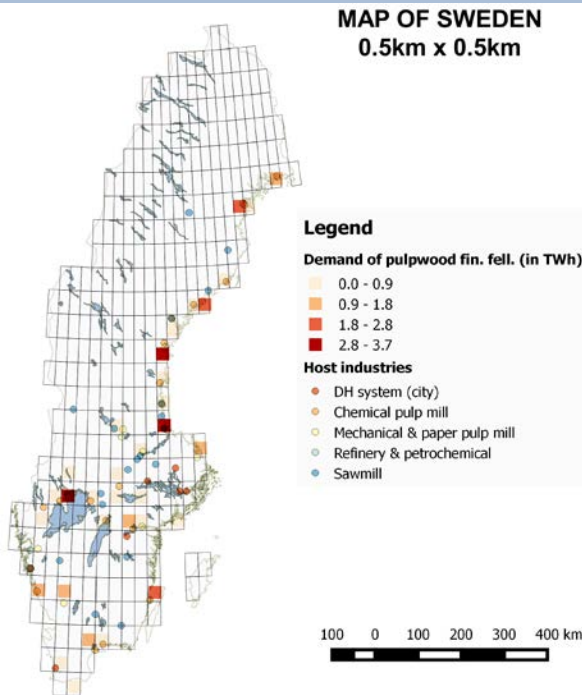 MAP OF SWEDEN
0.5km x 0.5km
Legend
Demand of pulpwood fin. fell. (in TWh)
0.0 - 0.9
0.9 - 1.8
1.8 - 2.8
2.8 - 3.7
Host industries
DH system (city)
Chemical pulp mill
Mechanical & paper pulp mill
Refinery & petrochemical
Sawmill
100 0 100 200 300 400 km